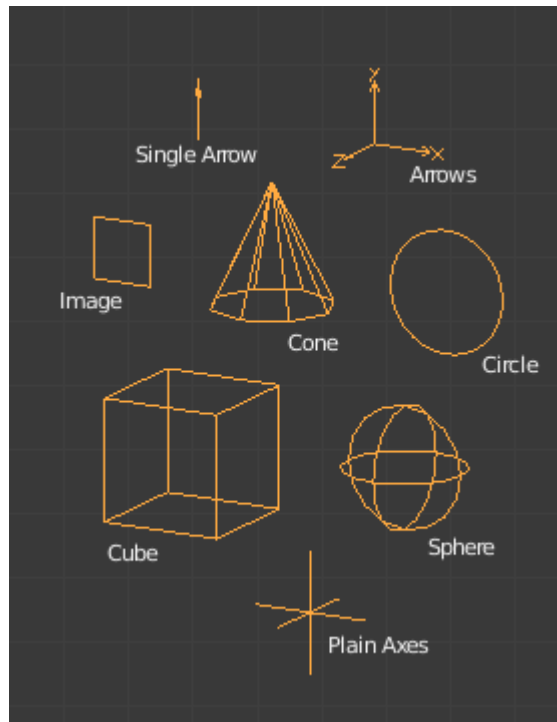 Y
Z
X
Single Arrow
Arrows
Image
Cone
Circle
Cube
Sphere
Plain Axes